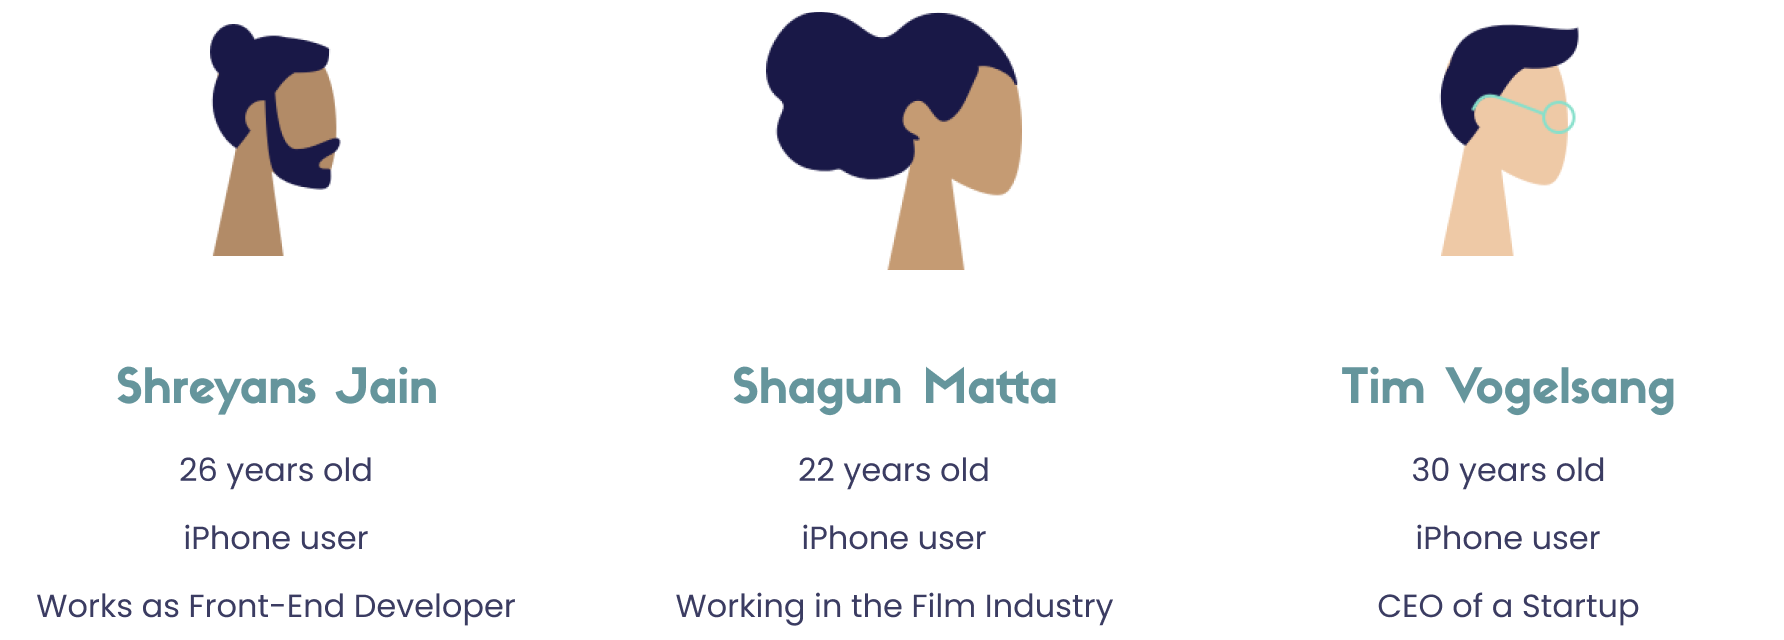 Shreyans Jain
26 years old
iPhone user
Works as Front-End Developer
Shagun Matta
22 years old
iPhone user
Working in the Film Industry
Tim Vogelsang
30 years old
iPhone user
CEO of a Startup